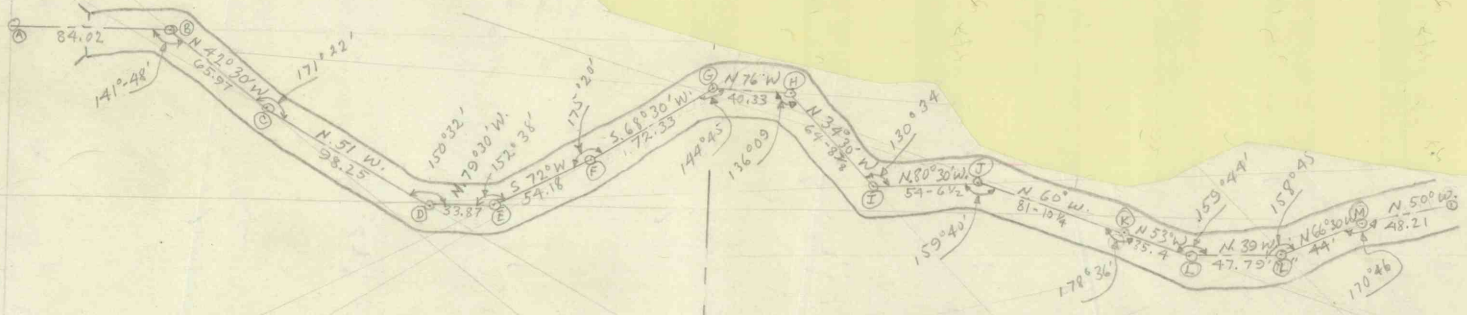 A
84.02
B
141°-48'
N 42°30' W.
65.97
C
171°22'
N. 51 W.
98.25
D
150°32'
N. 79°30' W.
33.87
E
152°38'
S 72° W
54.18
F
175°20'
S. 68°30' W.
172.33
G
144°45
N 76° W
40.33
H
136°09
N 34°30' W
I
130°34
N. 80°30' W.
54-6½
J
159°40'
N 60° W.
81-10¼
K
178°36'
N 53° W
35.4
L
159°44'
N. 39 W.
47.79'
158°45
N 66°30 W
44'
M
170°46
N. 50° W.
48.21